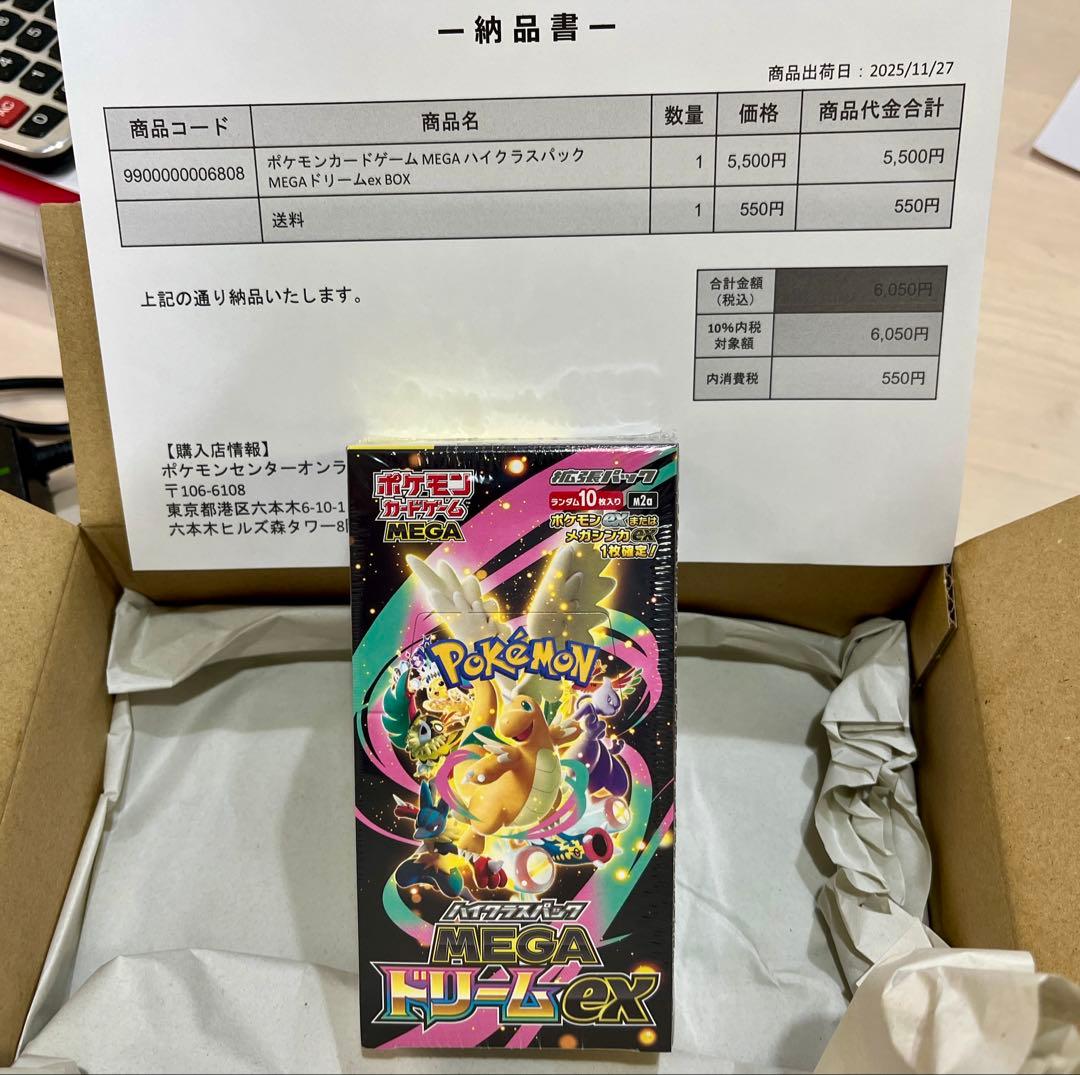 ー納品書ー
商品出荷日：2025/11/27
商品コード 商品名 数量 価格 商品代金合計
9900000006808 ポケモンカードゲーム MEGA ハイクラスパック 1 5,500円 5,500円
MEGAドリームex BOX
送料 1 550円 550円
上記の通り納品いたします。
合計金額 6,050円
（税込）
10%内税 6,050円
対象額
内消費税 550円
【購入店情報】
ポケモンセンターオンラ
〒106-6108
東京都港区六本木6-10-1
六本木ヒルズ森タワー8
ポケモン
カードゲーム
MEGA
拡張パック
ランダム10枚入り M2a
ポケモンexまたは
メガシンカex
1枚確定!
POKéMON
ハイクラスパック
MEGA
ドリームex